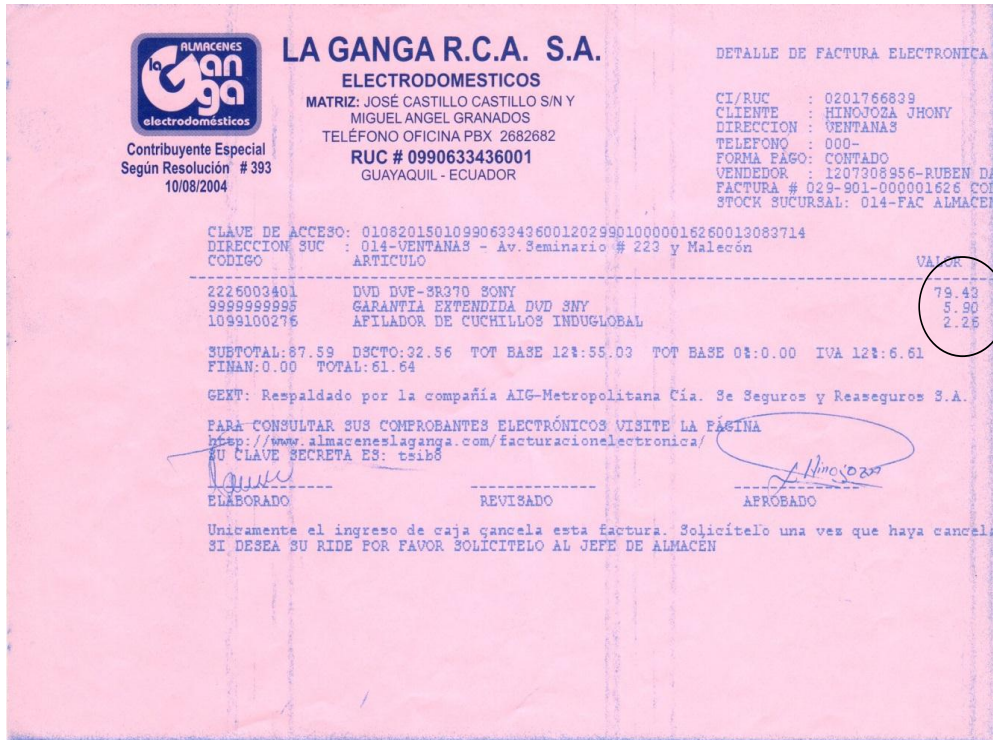 ALMACENES
la Ganga
electrodomésticos
Contribuyente Especial
Según Resolución # 393
10/08/2004
LA GANGA R.C.A. S.A.
ELECTRODOMESTICOS
MATRIZ: JOSÉ CASTILLO CASTILLO S/N Y
MIGUEL ANGEL GRANADOS
TELÉFONO OFICINA PBX 2682682
RUC # 0990633436001
GUAYAQUIL - ECUADOR
DETALLE DE FACTURA ELECTRONICA
CI/RUC : 0201766839
CLIENTE : HINOJOZA JHONY
DIRECCION : VENTANAS
TELEFONO : 000-
FORMA PAGO: CONTADO
VENDEDOR : 1207308956-RUBEN DA
FACTURA # 029-901-000001626 COD
STOCK SUCURSAL: 014-FAC ALMACEN
CLAVE DE ACCESO: 0108201501099063343600120299010000016260013083714
DIRECCION SUC : 014-VENTANAS - Av.Seminario # 223 y Malecón
CODIGO ARTICULO VALOR
2226003401 DVD DVP-SR370 SONY 79.43
9999999995 GARANTIA EXTENDIDA DVD SNY 5.90
1099100276 AFILADOR DE CUCHILLOS INDUGLOBAL 2.26
SUBTOTAL:87.59 DSCTO:32.56 TOT BASE 12%:55.03 TOT BASE 0%:0.00 IVA 12%:6.61
FINAN:0.00 TOTAL:61.64
GEXT: Respaldado por la compañía AIG-Metropolitana Cía. Se Seguros y Reaseguros S.A.
PARA CONSULTAR SUS COMPROBANTES ELECTRÓNICOS VISITE LA PÁGINA
http://www.almaceneslaganga.com/facturacionelectronica/
SU CLAVE SECRETA ES: tsib8
J Hinojoza
ELABORADO REVISADO APROBADO
Unicamente el ingreso de caja cancela esta factura. Solicítelo una vez que haya cancel
SI DESEA SU RIDE POR FAVOR SOLICITELO AL JEFE DE ALMACÉN